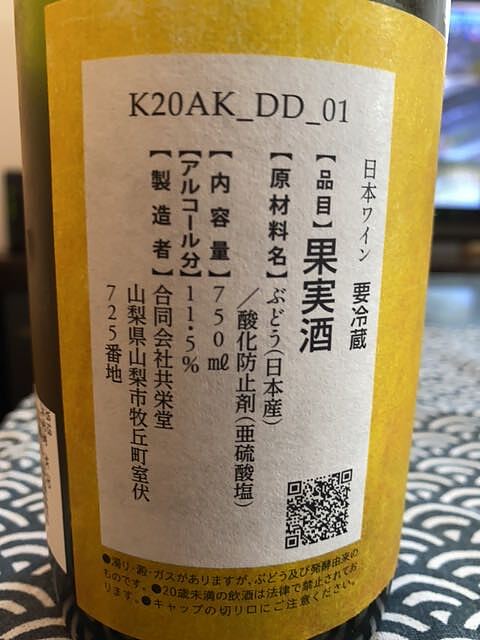 K20AK_DD_01
日本ワイン 要冷蔵
【品目】果実酒
【原材料名】ぶどう(日本産)
／酸化防止剤(亜硫酸塩)
【内容量】750㎖
【アルコール分】11.5%
【製造者】合同会社共栄堂
山梨県山梨市牧丘町室伏
725番地
●濁り・澱・ガスがありますが、ぶどう及び発酵由来の
ものです。●20歳未満の飲酒は法律で禁止されてお
ります。●キャップの切り口にご注意ください。